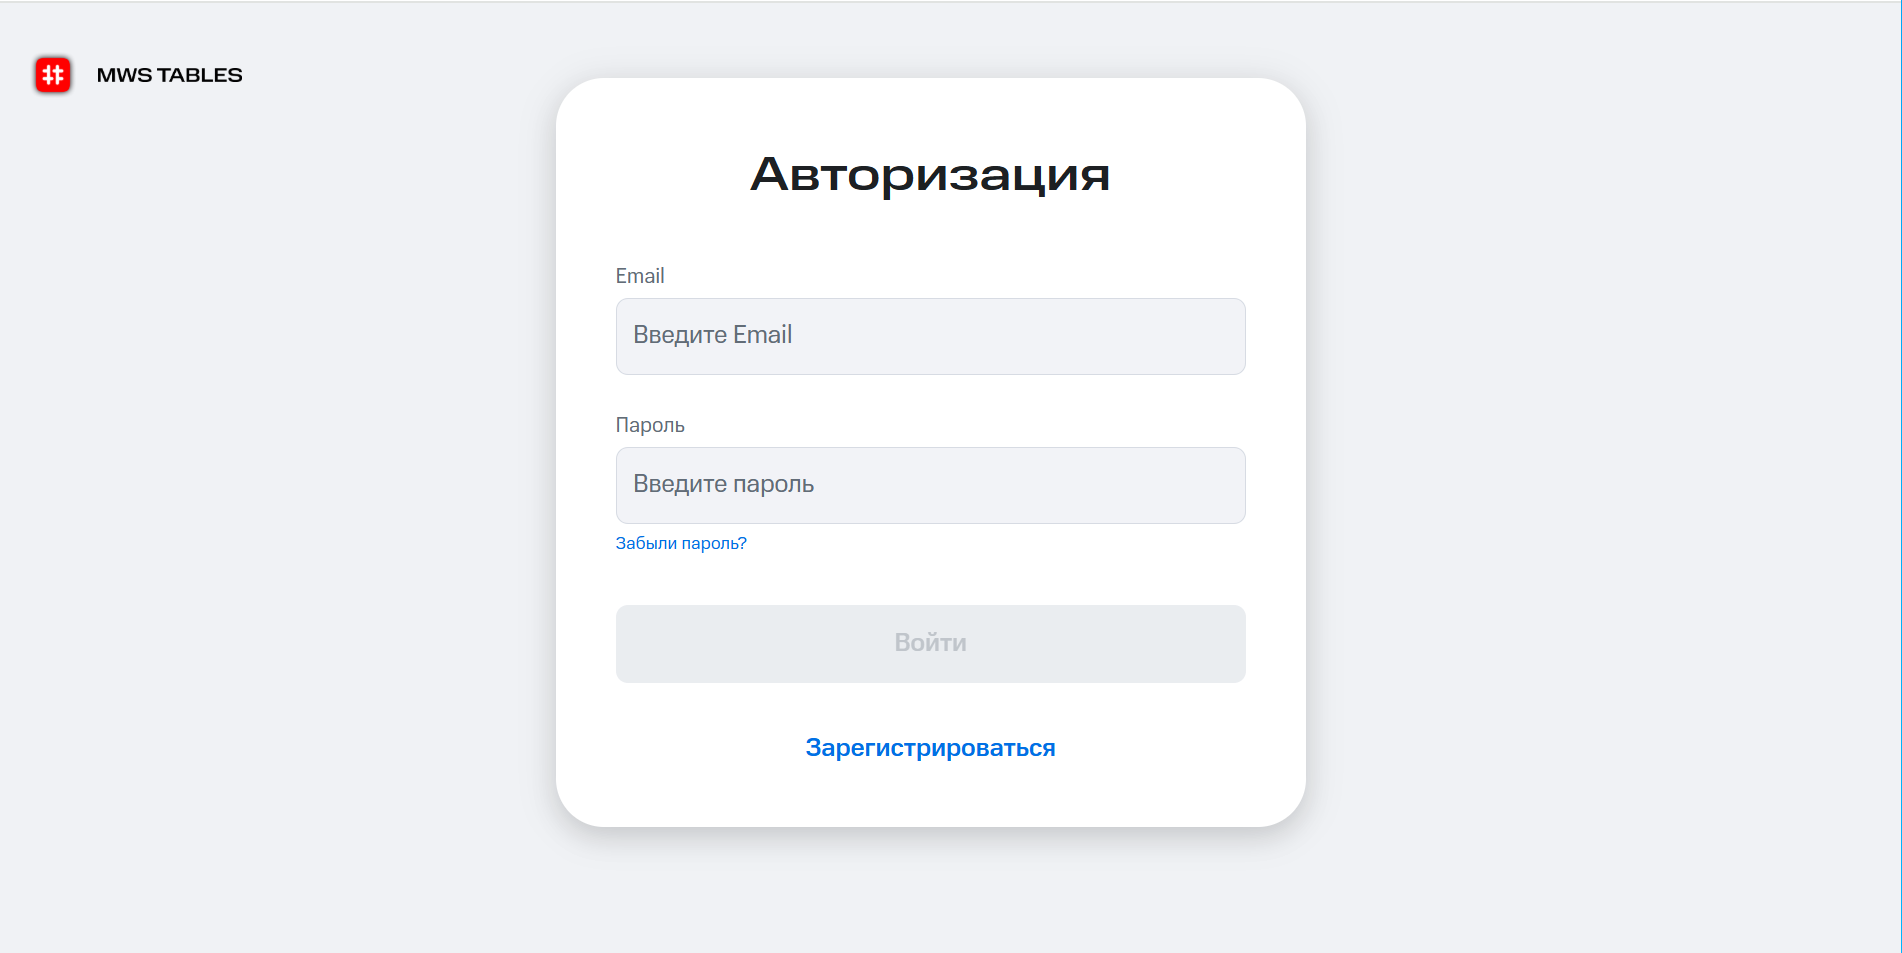 MWS TABLES
Авторизация
Email
Введите Email
Пароль
Введите пароль
Забыли пароль?
Войти
Зарегистрироваться